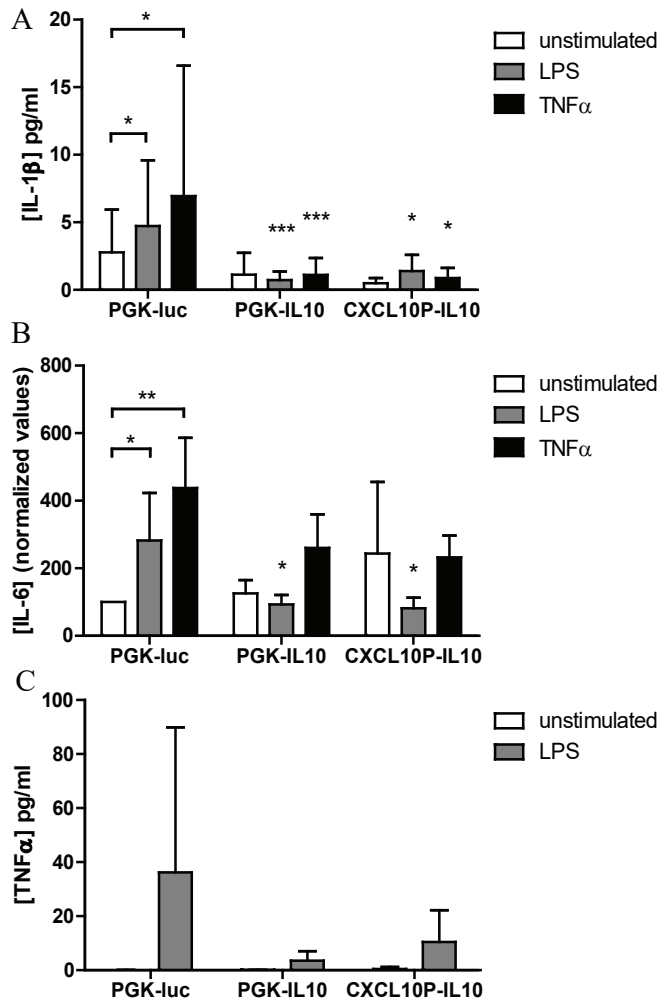 A
[IL-1β] pg/ml
20
15
10
5
0
*
*
*** ***
* *
PGK-luc PGK-IL10 CXCL10P-IL10
unstimulated
LPS
TNFα
B
[IL-6] (normalized values)
800
600
400
200
0
**
*
*
*
PGK-luc PGK-IL10 CXCL10P-IL10
unstimulated
LPS
TNFα
C
[TNFα] pg/ml
100
80
60
40
20
0
PGK-luc PGK-IL10 CXCL10P-IL10
unstimulated
LPS